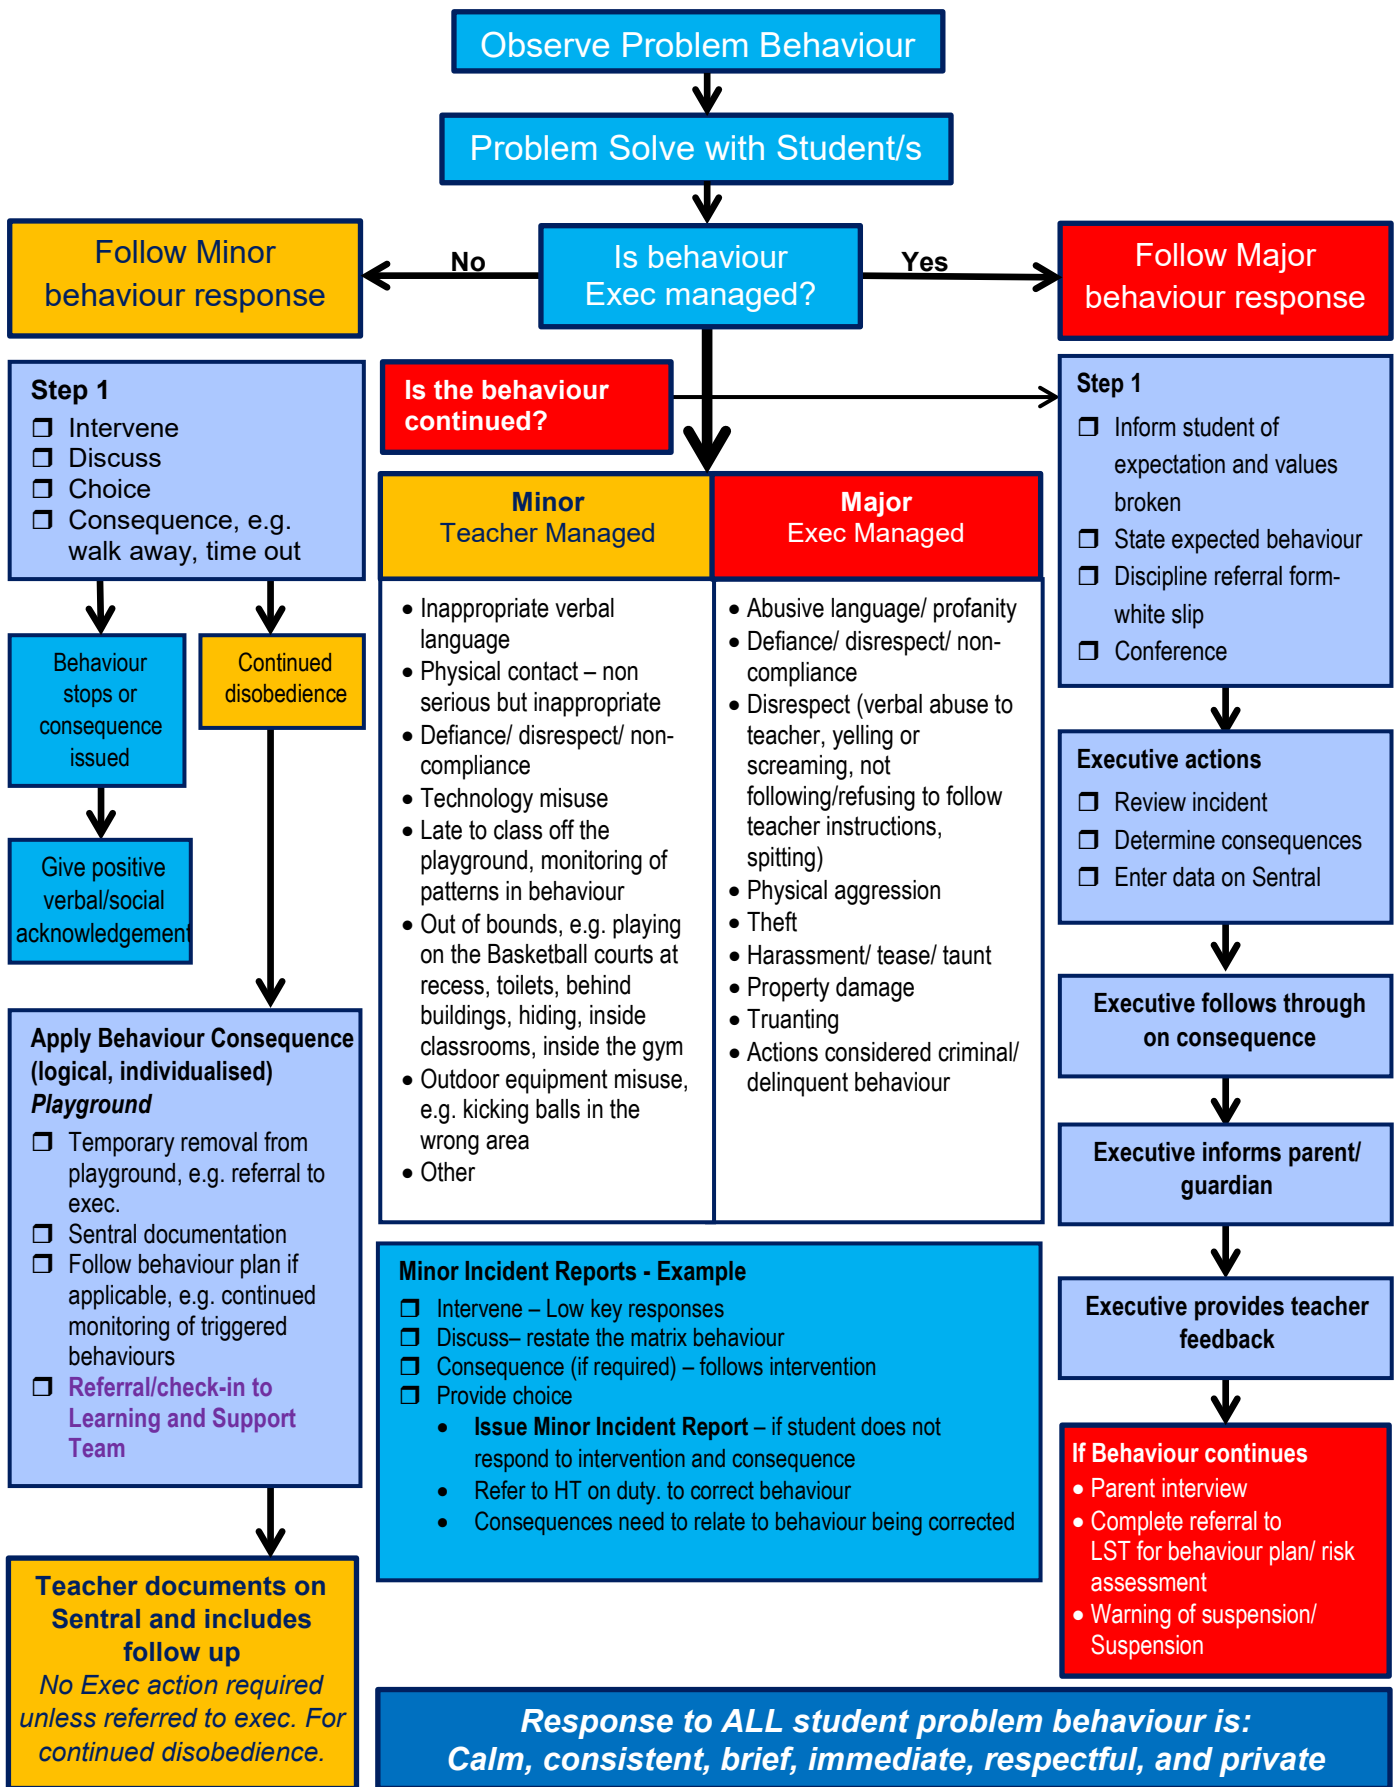 Observe Problem Behaviour
Problem Solve with Student/s
Follow Minor
behaviour response
No
Is behaviour
Exec managed?
Yes
Follow Major
behaviour response
Step 1
Intervene
Discuss
Choice
Consequence, e.g.
walk away, time out
Behaviour
stops or
consequence
issued
Continued
disobedience
Give positive
verbal/social
acknowledgement
Apply Behaviour Consequence
(logical, individualised)
Playground
Temporary removal from
playground, e.g. referral to
exec.
Sentral documentation
Follow behaviour plan if
applicable, e.g. continued
monitoring of triggered
behaviours
Referral/check-in to
Learning and Support
Team
Teacher documents on
Sentral and includes
follow up
No Exec action required
unless referred to exec. For
continued disobedience.
Is the behaviour
continued?
Minor
Teacher Managed
• Inappropriate verbal
language
• Physical contact – non
serious but inappropriate
• Defiance/ disrespect/ non-
compliance
• Technology misuse
• Late to class off the
playground, monitoring of
patterns in behaviour
• Out of bounds, e.g. playing
on the Basketball courts at
recess, toilets, behind
buildings, hiding, inside
classrooms, inside the gym
• Outdoor equipment misuse,
e.g. kicking balls in the
wrong area
• Other
Major
Exec Managed
• Abusive language/ profanity
• Defiance/ disrespect/ non-
compliance
• Disrespect (verbal abuse to
teacher, yelling or
screaming, not
following/refusing to follow
teacher instructions,
spitting)
• Physical aggression
• Theft
• Harassment/ tease/ taunt
• Property damage
• Truanting
• Actions considered criminal/
delinquent behaviour
Minor Incident Reports - Example
Intervene – Low key responses
Discuss– restate the matrix behaviour
Consequence (if required) – follows intervention
Provide choice
• Issue Minor Incident Report – if student does not
respond to intervention and consequence
• Refer to HT on duty. to correct behaviour
• Consequences need to relate to behaviour being corrected
Step 1
Inform student of
expectation and values
broken
State expected behaviour
Discipline referral form-
white slip
Conference
Executive actions
Review incident
Determine consequences
Enter data on Sentral
Executive follows through
on consequence
Executive informs parent/
guardian
Executive provides teacher
feedback
If Behaviour continues
• Parent interview
• Complete referral to
LST for behaviour plan/ risk
assessment
• Warning of suspension/
Suspension
Response to ALL student problem behaviour is:
Calm, consistent, brief, immediate, respectful, and private